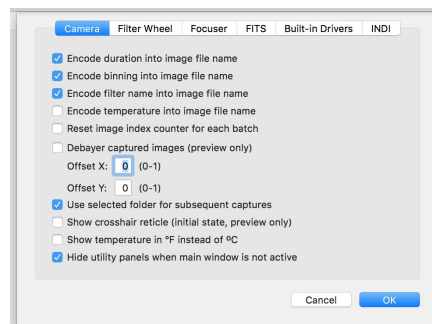 Camera Filter Wheel Focuser FITS Built-in Drivers INDI
Encode duration into image file name
Encode binning into image file name
Encode filter name into image file name
Encode temperature into image file name
Reset image index counter for each batch
Debayer captured images (preview only)
Offset X: 0 (0-1)
Offset Y: 0 (0-1)
Use selected folder for subsequent captures
Show crosshair reticle (initial state, preview only)
Show temperature in °F instead of ºC
Hide utility panels when main window is not active
Cancel OK